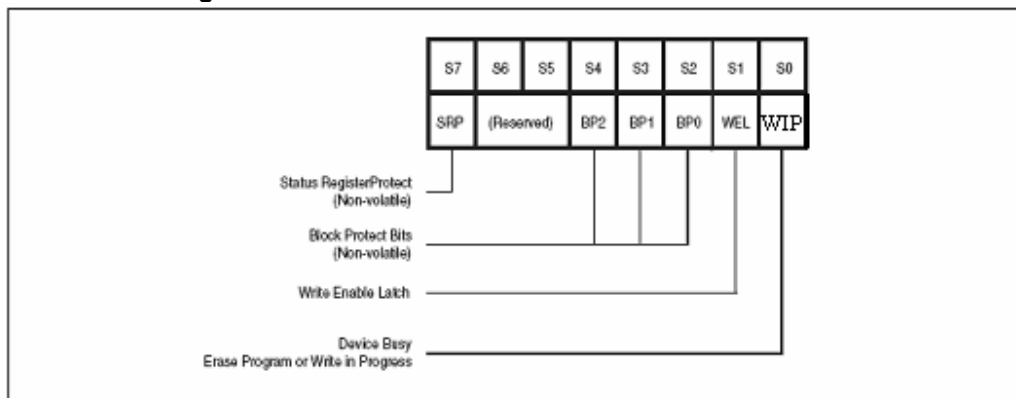 S7 S6 S5 S4 S3 S2 S1 S0
SRP (Reserved) BP2 BP1 BP0 WEL WIP
Status RegisterProtect
(Non-volatile)
Block Protect Bits
(Non-volatile)
Write Enable Latch
Device Busy
Erase Program or Write in Progress